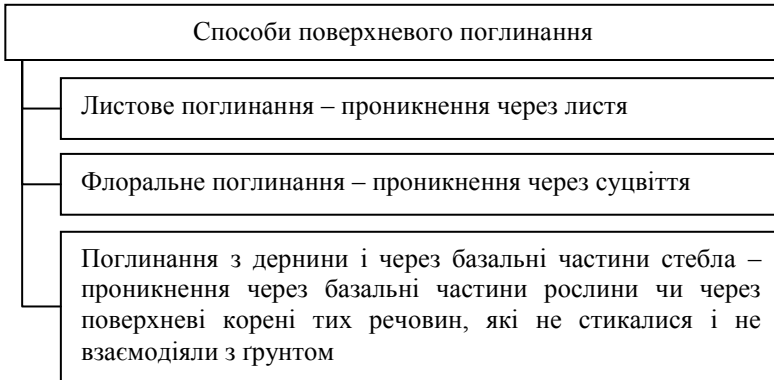 Способи поверхневого поглинання
Листове поглинання – проникнення через листя
Флоральне поглинання – проникнення через суцвіття
Поглинання з дернини і через базальні частини стебла –
проникнення через базальні частини рослини чи через
поверхневі корені тих речовин, які не стикалися і не
взаємодіяли з ґрунтом